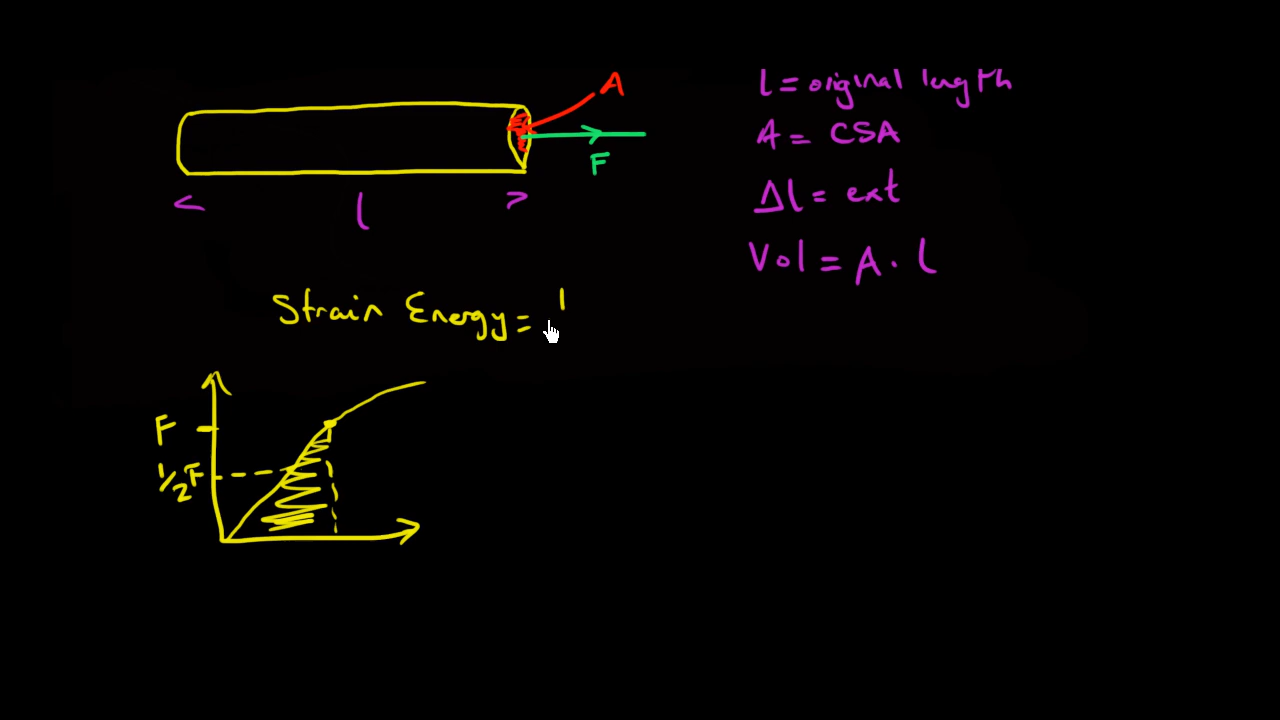 A
F
l
l = original length
A = CSA
Δl = ext
Vol = A . l
Strain Energy = 1
F
1/2F